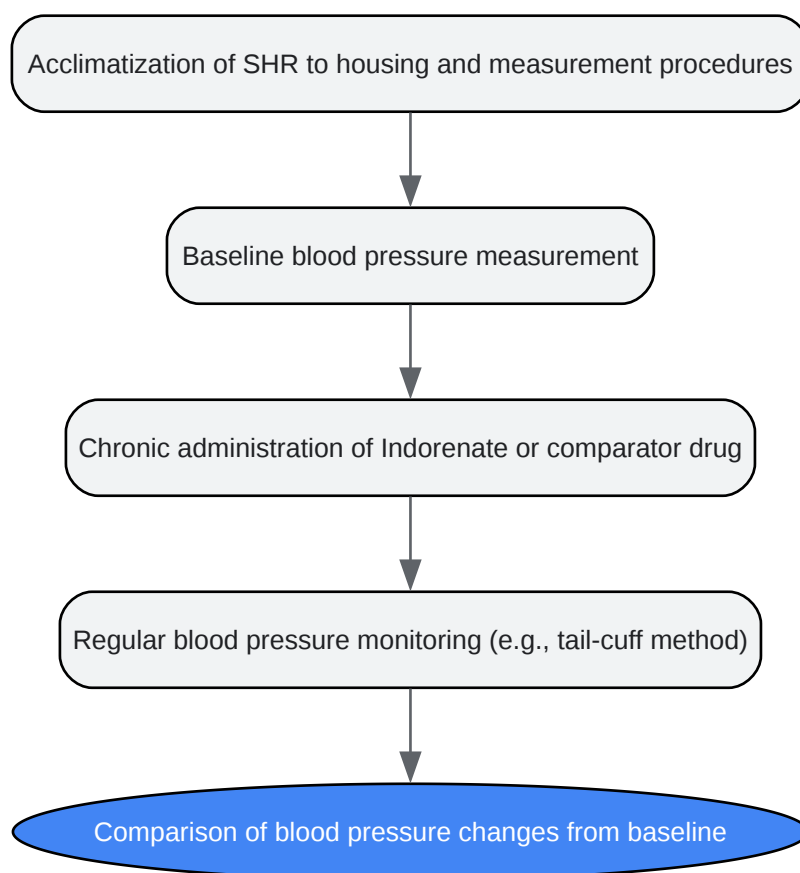 Acclimatization of SHR to housing and measurement procedures
Baseline blood pressure measurement
Chronic administration of Indorenate or comparator drug
Regular blood pressure monitoring (e.g., tail-cuff method)
Comparison of blood pressure changes from baseline